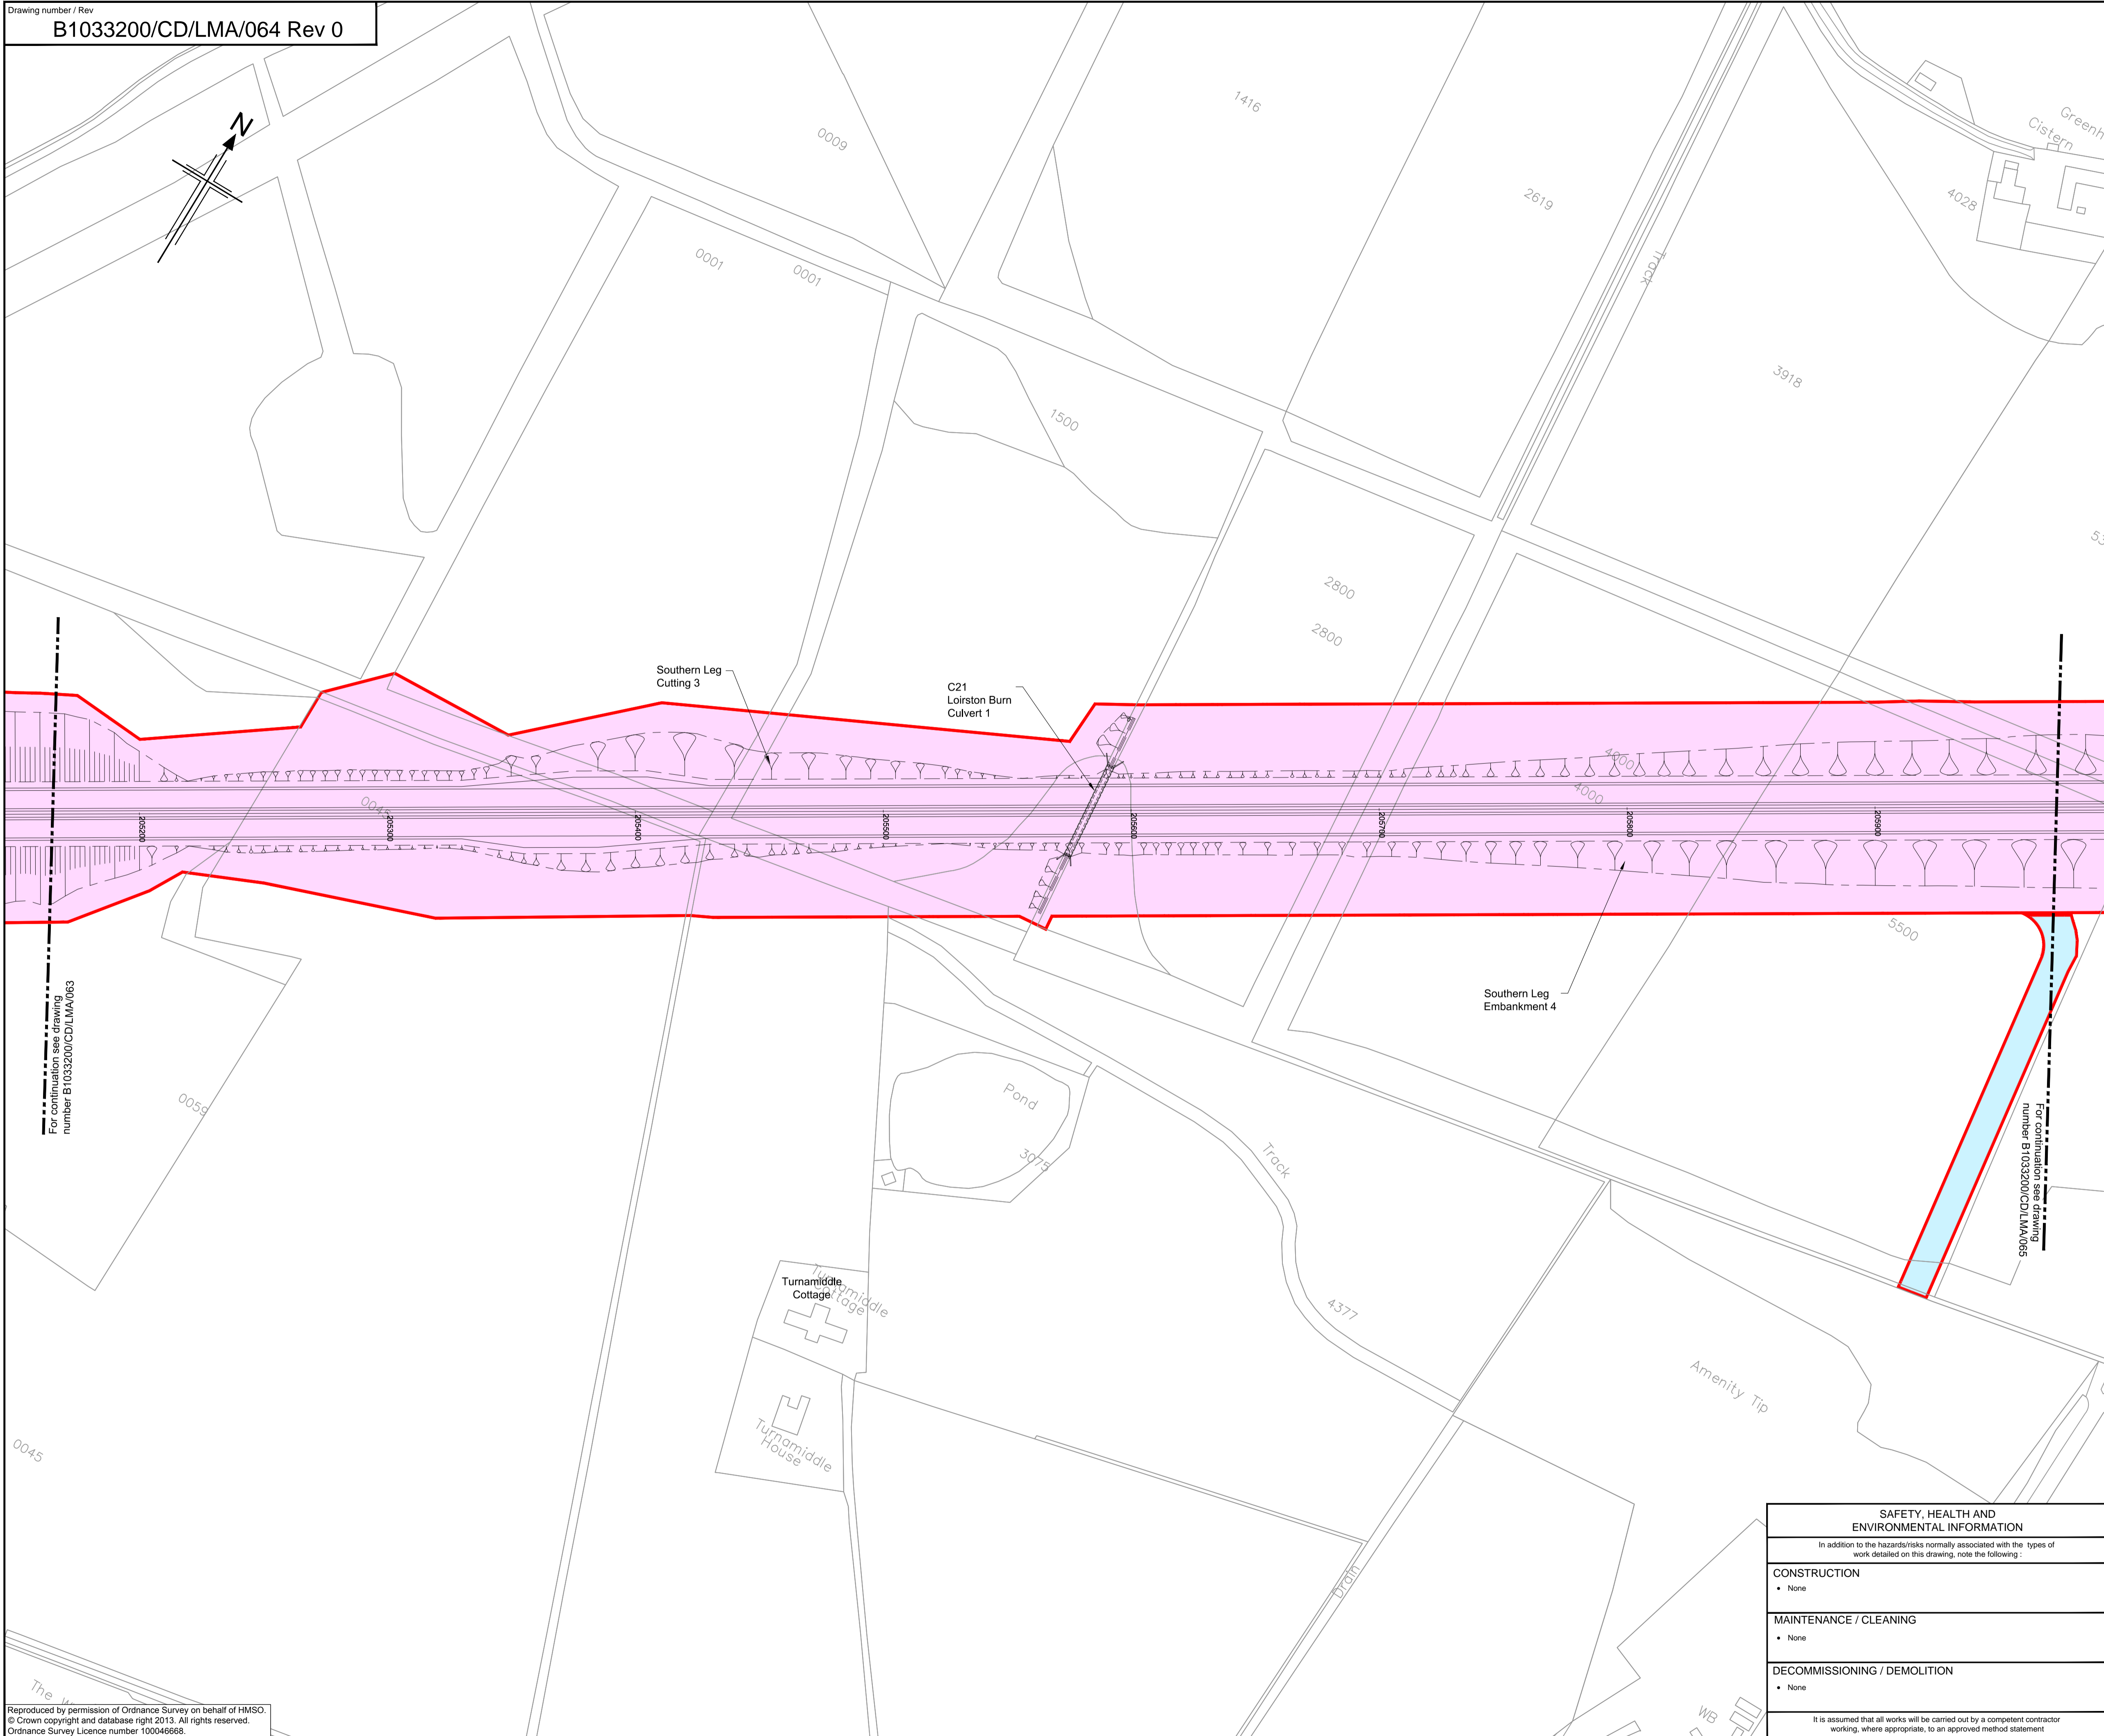 Drawing number / Rev
B1033200/CD/LMA/064 Rev 0
N
0009
1416
2619
Cistern
4028
Track
0001
0001
3918
1500
2800
2800
Southern Leg
Cutting 3
C21
Loirston Burn
Culvert 1
4000
4000
205200
205300
205400
205500
205600
205700
205800
205900
5500
Southern Leg
Embankment 4
For continuation see drawing
number B1033200/CD/LMA/063
For continuation see drawing
number B1033200/CD/LMA/065
0059
Pond
3075
Track
Turnamiddle
Cottage
Turnamiddle
Cottage
4377
Turnamiddle
House
Amenity Tip
0045
Drain
WB
The
SAFETY, HEALTH AND
ENVIRONMENTAL INFORMATION
In addition to the hazards/risks normally associated with the types of
work detailed on this drawing, note the following :
CONSTRUCTION
• None
MAINTENANCE / CLEANING
• None
DECOMMISSIONING / DEMOLITION
• None
It is assumed that all works will be carried out by a competent contractor
working, where appropriate, to an approved method statement
Reproduced by permission of Ordnance Survey on behalf of HMSO.
© Crown copyright and database right 2013. All rights reserved.
Ordnance Survey Licence number 100046668.